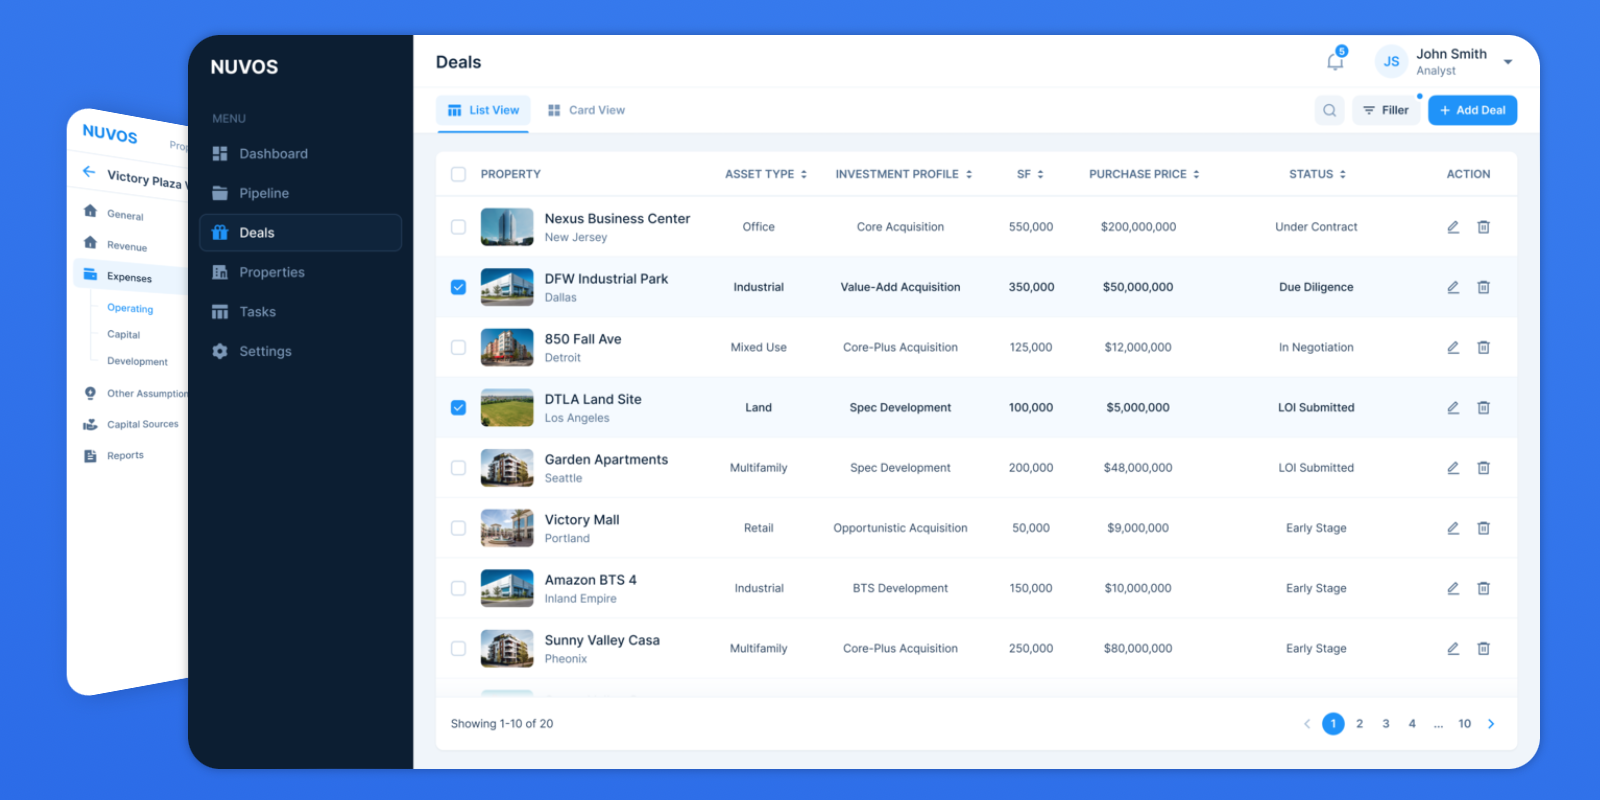 NUVOS
Prop
Victory Plaza V
General
Revenue
Expenses
Operating
Capital
Development
Other Assumption
Capital Sources
Reports
NUVOS
MENU
Dashboard
Pipeline
Deals
Properties
Tasks
Settings
Deals
5
JS
John Smith
Analyst
List View
Card View
Filler
+ Add Deal
PROPERTY ASSET TYPE INVESTMENT PROFILE SF PURCHASE PRICE STATUS ACTION
Nexus Business Center
New Jersey
Office Core Acquisition 550,000 $200,000,000 Under Contract
DFW Industrial Park
Dallas
Industrial Value-Add Acquisition 350,000 $50,000,000 Due Diligence
850 Fall Ave
Detroit
Mixed Use Core-Plus Acquisition 125,000 $12,000,000 In Negotiation
DTLA Land Site
Los Angeles
Land Spec Development 100,000 $5,000,000 LOI Submitted
Garden Apartments
Seattle
Multifamily Spec Development 200,000 $48,000,000 LOI Submitted
Victory Mall
Portland
Retail Opportunistic Acquisition 50,000 $9,000,000 Early Stage
Amazon BTS 4
Inland Empire
Industrial BTS Development 150,000 $10,000,000 Early Stage
Sunny Valley Casa
Pheonix
Multifamily Core-Plus Acquisition 250,000 $80,000,000 Early Stage
Showing 1-10 of 20
1 2 3 4 ... 10